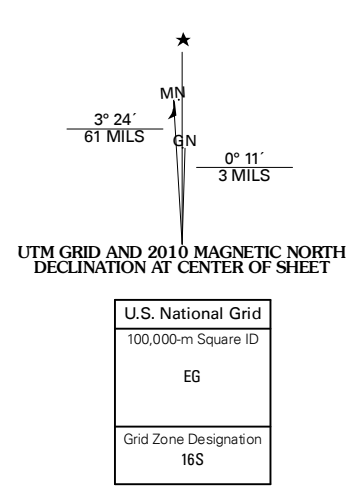 ★
MN
3° 24´
61 MILS
GN
0° 11´
3 MILS
UTM GRID AND 2010 MAGNETIC NORTH
DECLINATION AT CENTER OF SHEET
U.S. National Grid
100,000-m Square ID
EG
Grid Zone Designation
16S